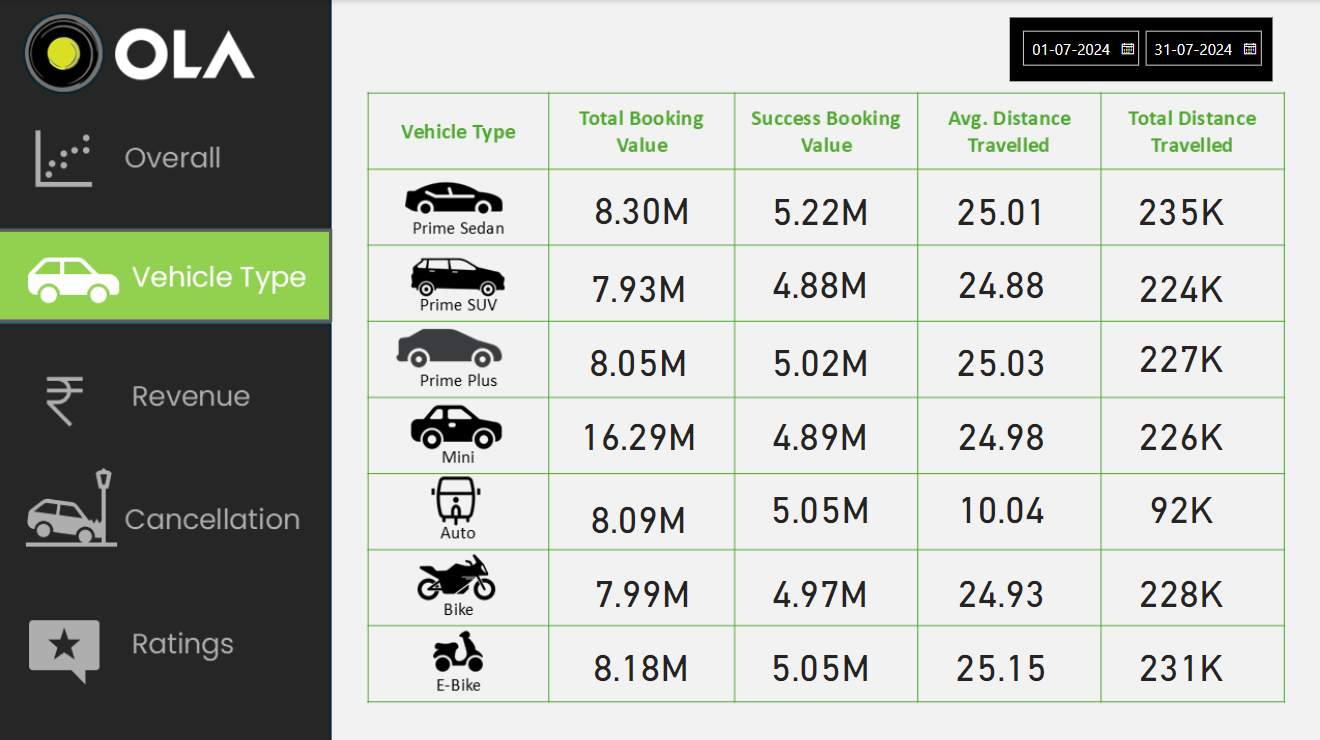 OLA
01-07-2024 31-07-2024
Overall
Vehicle Type
Revenue
Cancellation
Ratings
Vehicle Type Total Booking Value Success Booking Value Avg. Distance Travelled Total Distance Travelled
Prime Sedan 8.30M 5.22M 25.01 235K
Prime SUV 7.93M 4.88M 24.88 224K
Prime Plus 8.05M 5.02M 25.03 227K
Mini 16.29M 4.89M 24.98 226K
Auto 8.09M 5.05M 10.04 92K
Bike 7.99M 4.97M 24.93 228K
E-Bike 8.18M 5.05M 25.15 231K